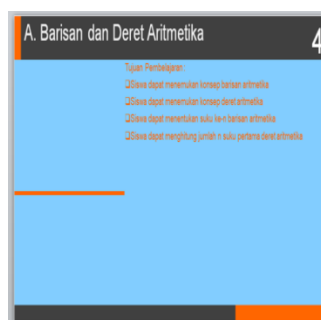 A. Barisan dan Deret Aritmetika
4
Tujuan Pembelajaran :
❑Siswa dapat menemukan konsep barisan aritmetika
❑Siswa dapat menemukan konsep deret aritmetika
❑Siswa dapat menentukan suku ke-n barisan aritmetika
❑Siswa dapat menghitung jumlah n suku pertama deret aritmetika